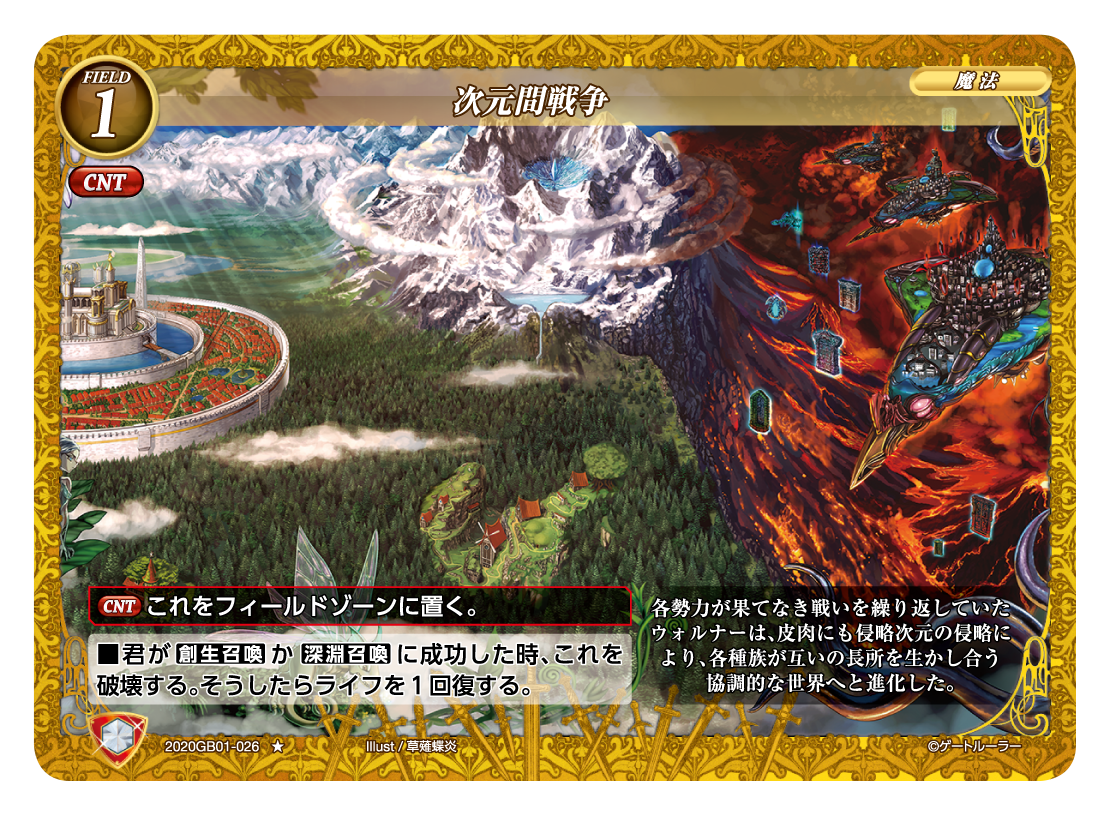 FIELD
1
次元間戦争
魔法
CNT
CNT これをフィールドゾーンに置く。
■君が 創生召喚 か 深淵召喚 に成功した時、これを
破壊する。そうしたらライフを1回復する。
各勢力が果てなき戦いを繰り返していた
ウォルナーは、皮肉にも侵略次元の侵略に
より、各種族が互いの長所を生かし合う
協調的な世界へと進化した。
2020GB01-026 ★
Illust / 草薙蝶炎
©ゲートルーラー